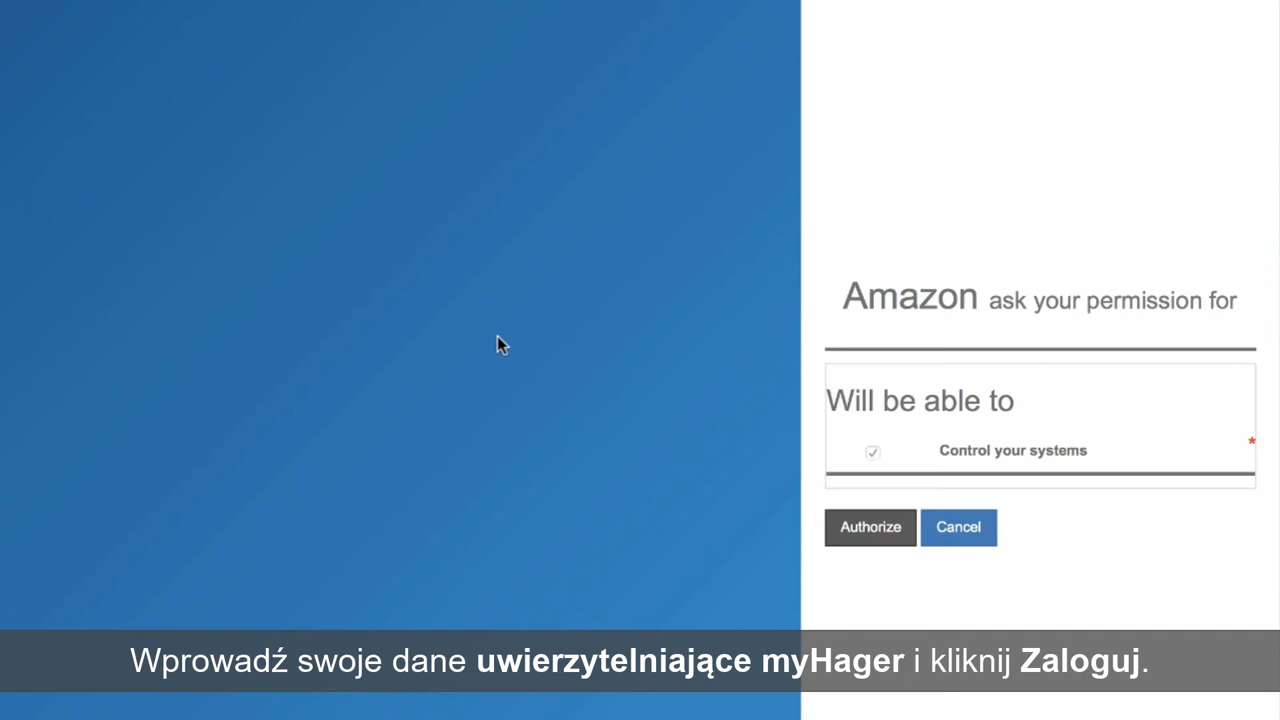 Amazon ask your permission for
Will be able to
*
Control your systems
Authorize Cancel
Wprowadź swoje dane uwierzytelniające myHager i kliknij Zaloguj.